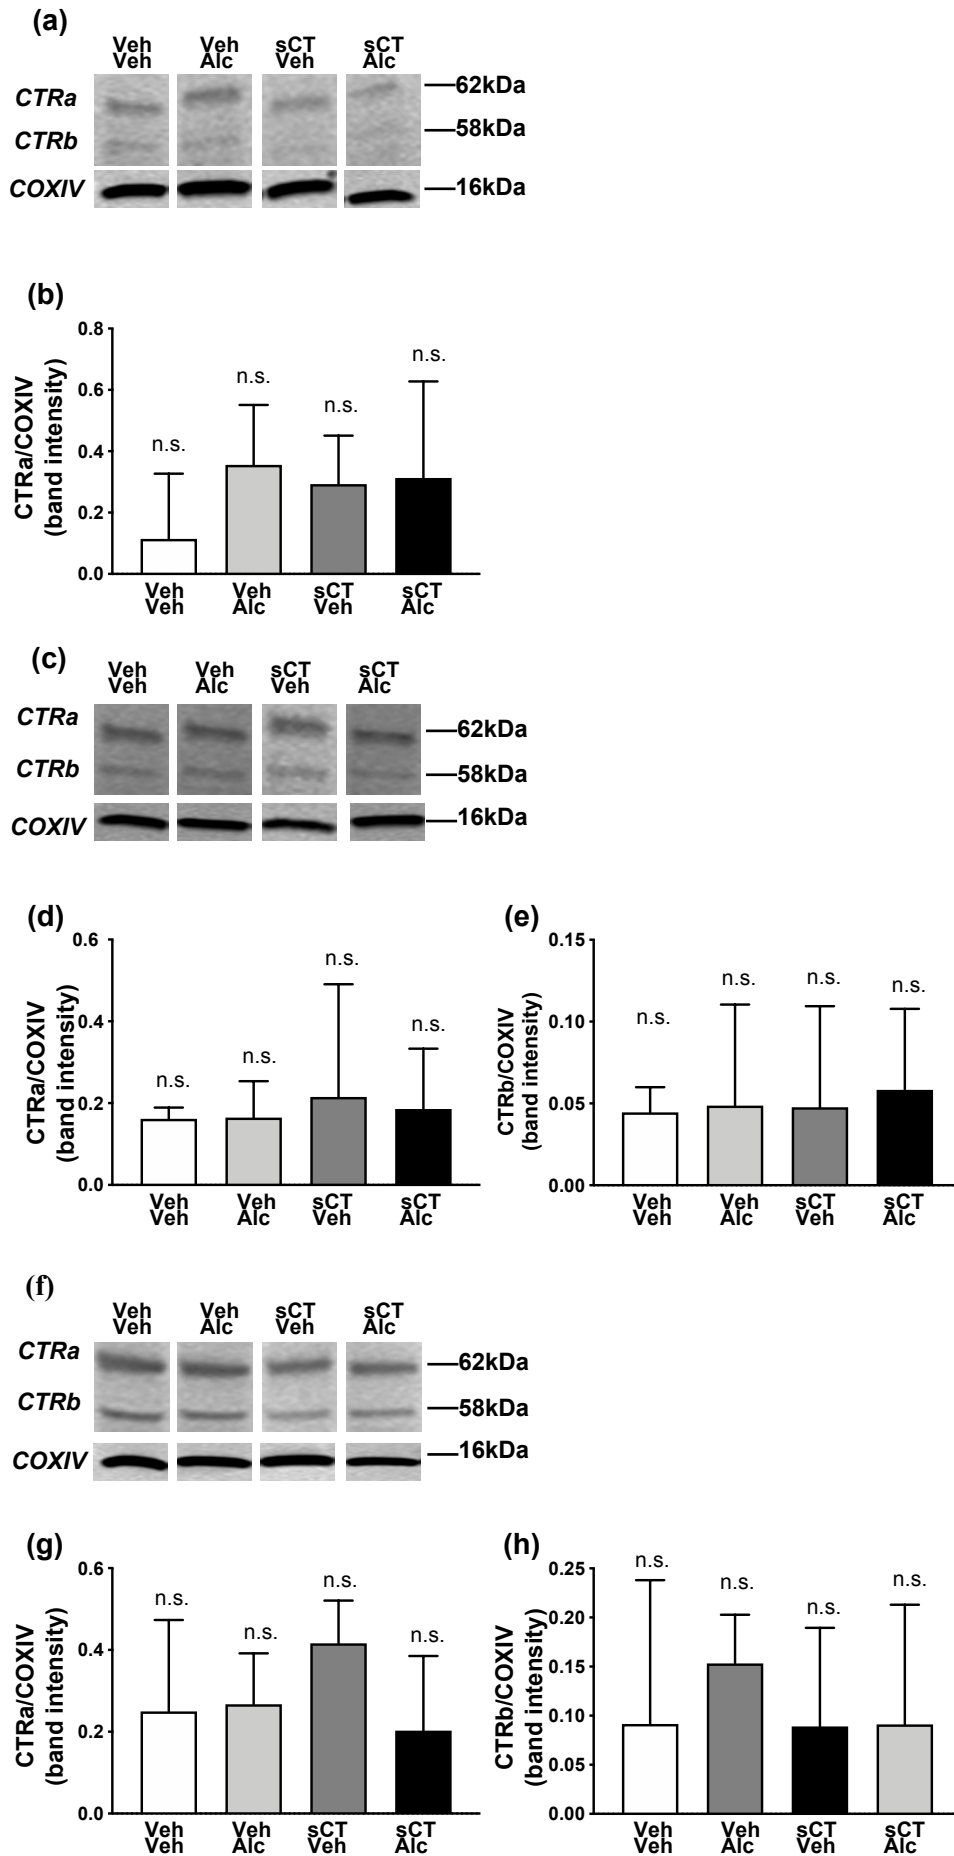 (a)
Veh Veh sCT sCT
Veh Alc Veh Alc
CTRa
62kDa
CTRb
58kDa
COXIV
16kDa
(b)
CTRa/COXIV
(band intensity)
0.8
0.6
0.4
0.2
0.0
n.s. n.s. n.s. n.s.
Veh Veh sCT sCT
Veh Alc Veh Alc
(c)
Veh Veh sCT sCT
Veh Alc Veh Alc
CTRa
62kDa
CTRb
58kDa
COXIV
16kDa
(d)
CTRa/COXIV
(band intensity)
0.6
0.4
0.2
0.0
n.s. n.s. n.s. n.s.
Veh Veh sCT sCT
Veh Alc Veh Alc
(e)
CTRb/COXIV
(band intensity)
0.15
0.10
0.05
0.00
n.s. n.s. n.s. n.s.
Veh Veh sCT sCT
Veh Alc Veh Alc
(f)
Veh Veh sCT sCT
Veh Alc Veh Alc
CTRa
62kDa
CTRb
58kDa
COXIV
16kDa
(g)
CTRa/COXIV
(band intensity)
0.6
0.4
0.2
0.0
n.s. n.s. n.s. n.s.
Veh Veh sCT sCT
Veh Alc Veh Alc
(h)
CTRb/COXIV
(band intensity)
0.25
0.20
0.15
0.10
0.05
0.00
n.s. n.s. n.s. n.s.
Veh Veh sCT sCT
Veh Alc Veh Alc